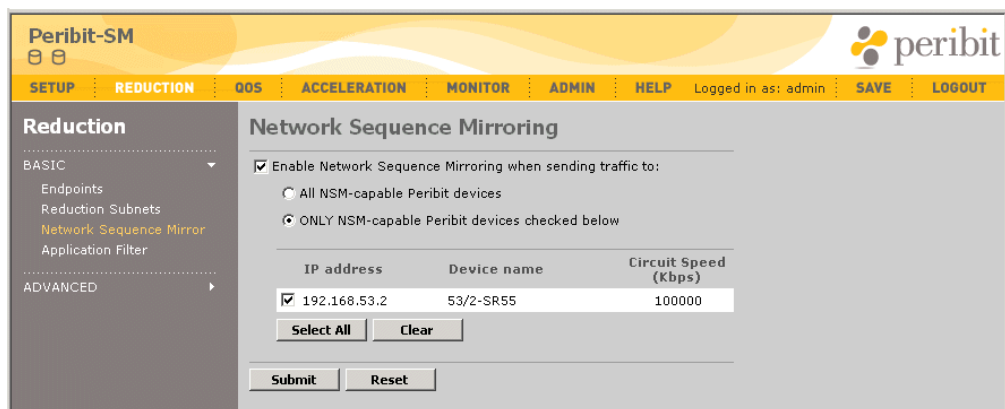 Peribit-SM
peribit
SETUP REDUCTION QOS ACCELERATION MONITOR ADMIN HELP Logged in as: admin SAVE LOGOUT
Reduction
BASIC
Endpoints
Reduction Subnets
Network Sequence Mirror
Application Filter
ADVANCED
Network Sequence Mirroring
Enable Network Sequence Mirroring when sending traffic to:
All NSM-capable Peribit devices
ONLY NSM-capable Peribit devices checked below
IP address Device name Circuit Speed
(Kbps)
192.168.53.2 53/2-SR55 100000
Select All Clear
Submit Reset